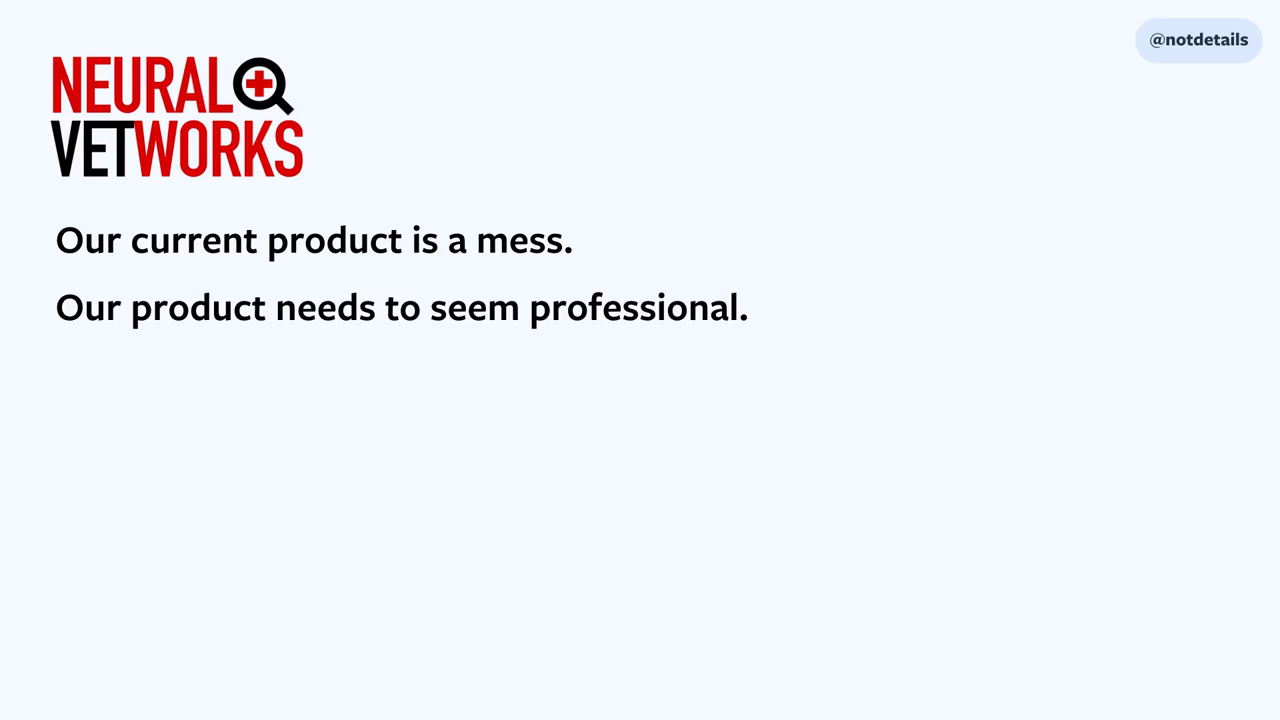 @notdetails
NEURAL
VETWORKS
Our current product is a mess.
Our product needs to seem professional.